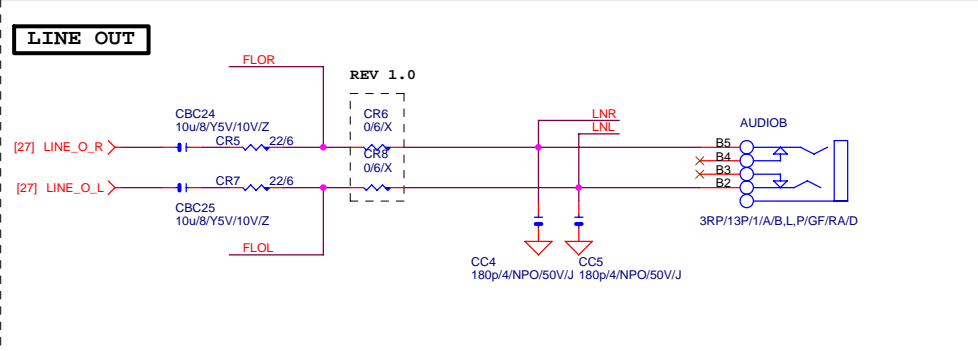 LINE OUT
FLOR
REV 1.0
CBC24
10u/8/Y5V/10V/Z
CR6
0/6/X
LNR
LNL
AUDIOB
[27] LINE_O_R
CR5
22/6
B5
CR8
0/6/X
B4
B3
[27] LINE_O_L
CR7
22/6
B2
CBC25
10u/8/Y5V/10V/Z
3RP/13P/1/A/B,L,P/GF/RA/D
FLOL
CC4
180p/4/NPO/50V/J
CC5
180p/4/NPO/50V/J